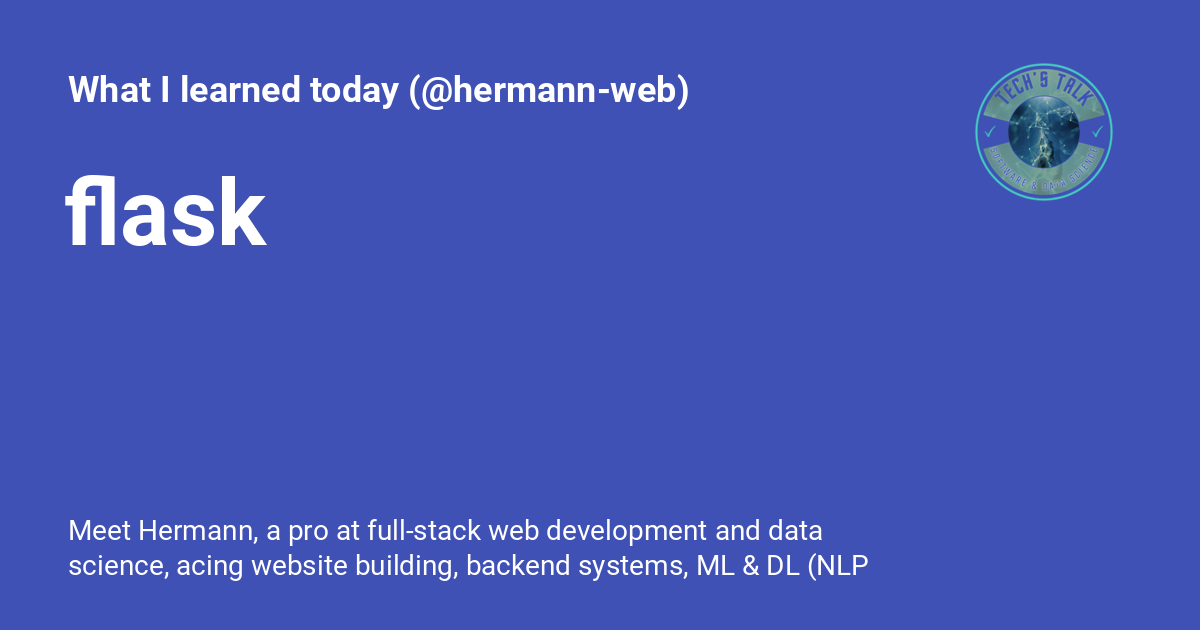 What I learned today (@hermann-web)
TECH'S TALK
SOFTWARE & DATA SCIENCE
flask
Meet Hermann, a pro at full-stack web development and data
science, acing website building, backend systems, ML & DL (NLP